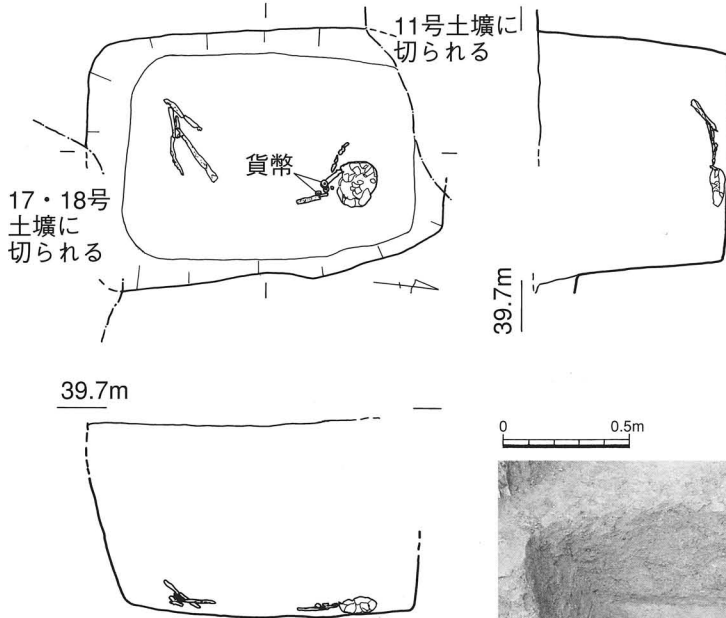 11号土壙に
切られる
貨幣
17・18号
土壙に
切られる
39.7m
39.7m
0 0.5m